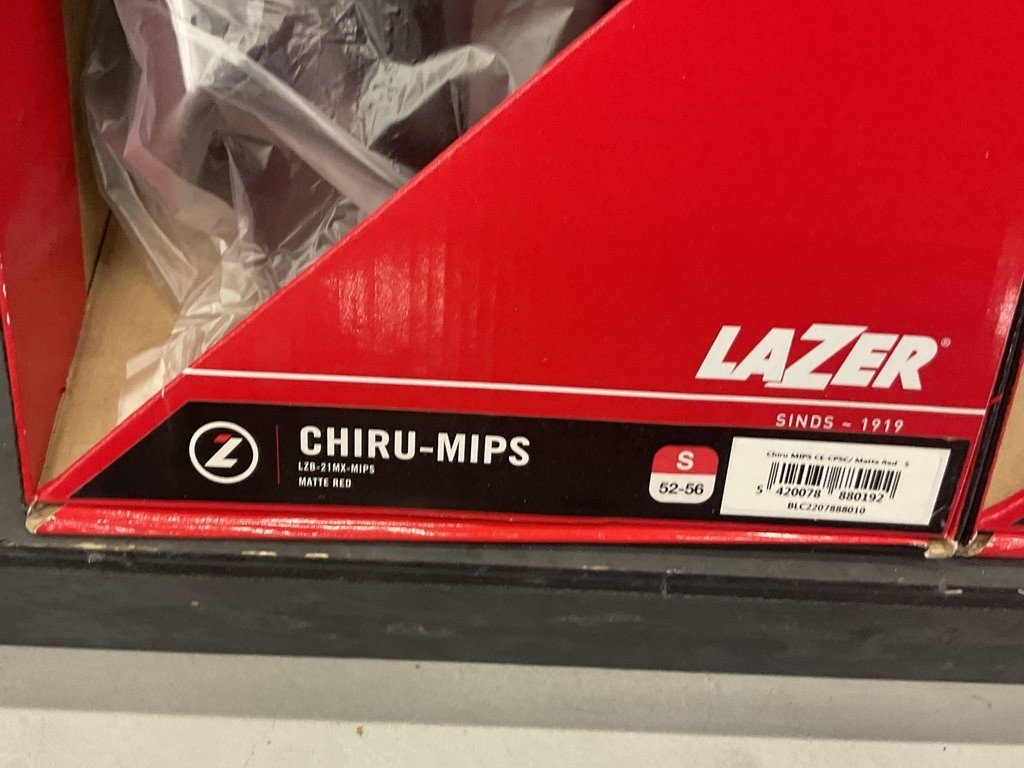 LAZER®
SINDS ~ 1919
CHIRU-MIPS
LZB-21MX-MIPS
MATTE RED
S
52-56
Chiru MIPS CE-CPSC/ Matte Red S
5 420078 880192
BLC2207888010